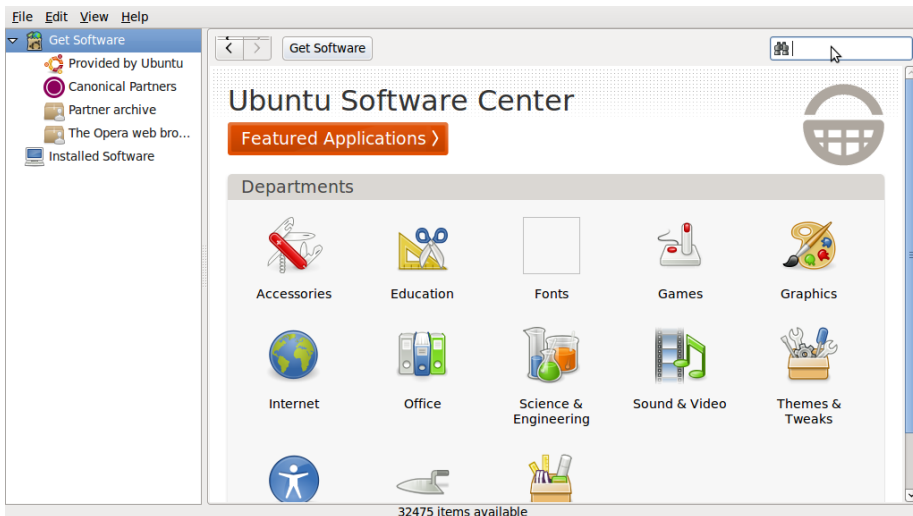 File Edit View Help
Get Software
Provided by Ubuntu
Canonical Partners
Partner archive
The Opera web bro...
Installed Software
Get Software
Ubuntu Software Center
Featured Applications ⟩
Departments
Accessories Education Fonts Games Graphics
Internet Office Science & Engineering Sound & Video Themes & Tweaks
32475 items available